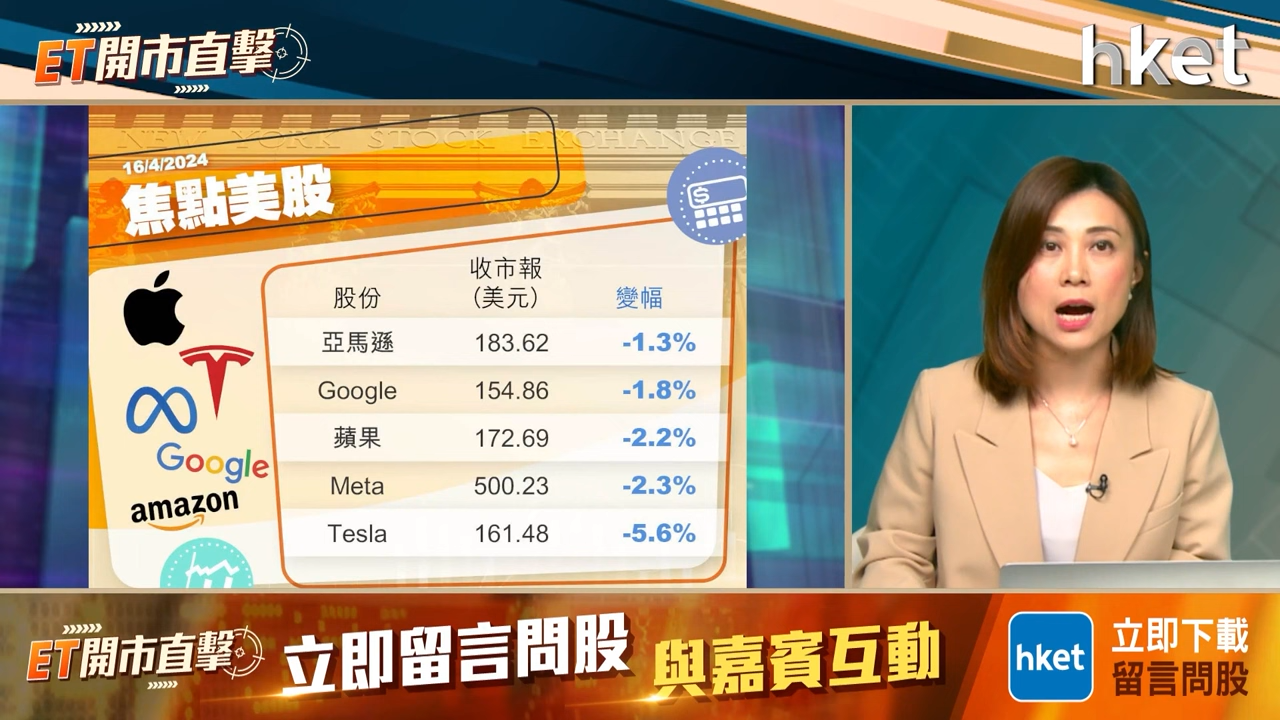 ET開市直擊
hket
NEW YORK STOCK EXCHANGE
16/4/2024
焦點美股
股份 收市報(美元) 變幅
亞馬遜 183.62 -1.3%
Google 154.86 -1.8%
蘋果 172.69 -2.2%
Meta 500.23 -2.3%
Tesla 161.48 -5.6%
Google
amazon
ET開市直擊
立即留言問股 與嘉賓互動
hket
立即下載
留言問股